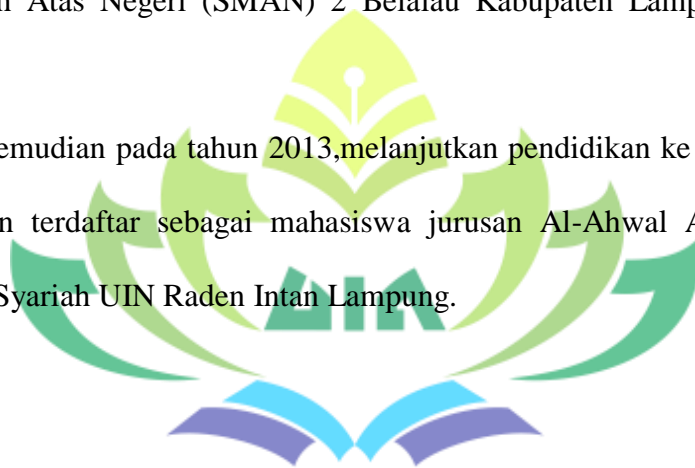 Atas Negeri (SMAN) 2 Belalau Kabupaten Lamp
emudian pada tahun 2013,melanjutkan pendidikan ke
n terdaftar sebagai mahasiswa jurusan Al-Ahwal A
Syariah UIN Raden Intan Lampung.
UIN